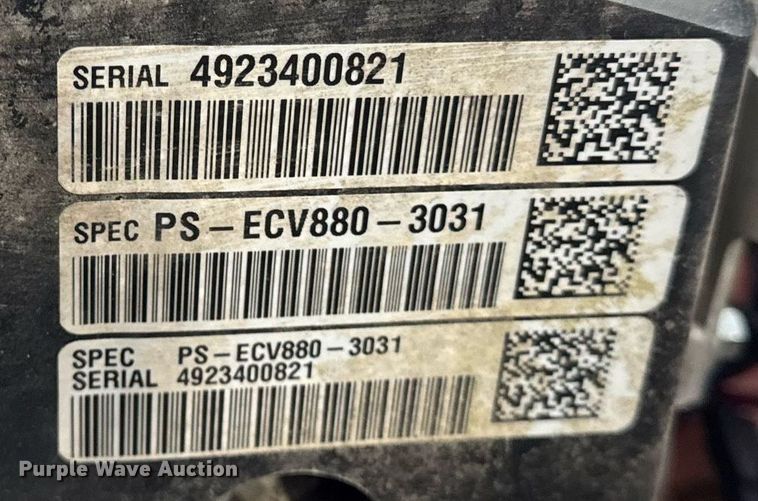 SERIAL 4923400821
SPEC PS-ECV880-3031
SPEC PS-ECV880-3031
SERIAL 4923400821
Purple Wave Auction